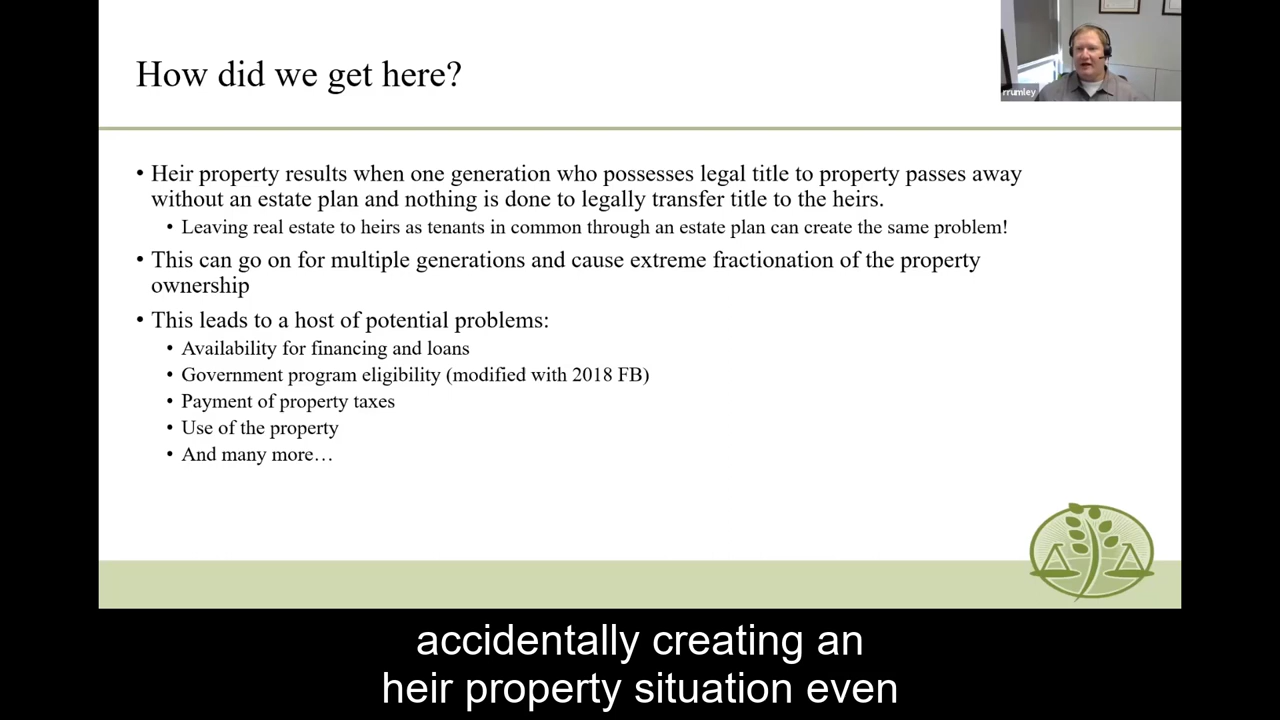 How did we get here?
rrumley
• Heir property results when one generation who possesses legal title to property passes away
without an estate plan and nothing is done to legally transfer title to the heirs.
• Leaving real estate to heirs as tenants in common through an estate plan can create the same problem!
• This can go on for multiple generations and cause extreme fractionation of the property
ownership
• This leads to a host of potential problems:
• Availability for financing and loans
• Government program eligibility (modified with 2018 FB)
• Payment of property taxes
• Use of the property
• And many more…
accidentally creating an
heir property situation even